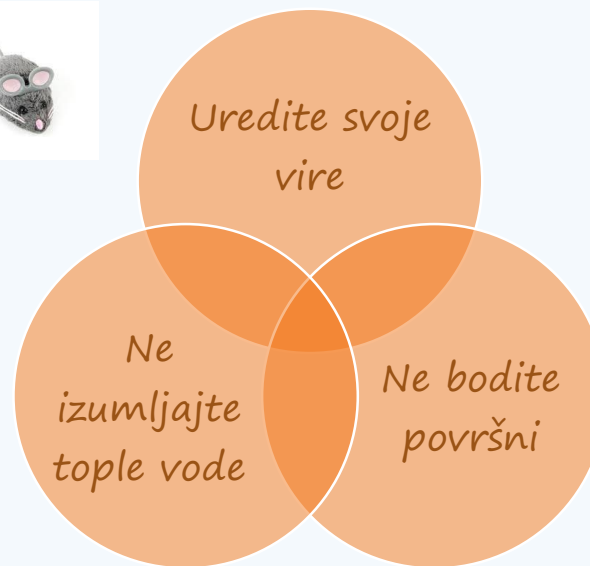 Uredite svoje
vire
Ne
izumljajte
tople vode
Ne bodite
površni